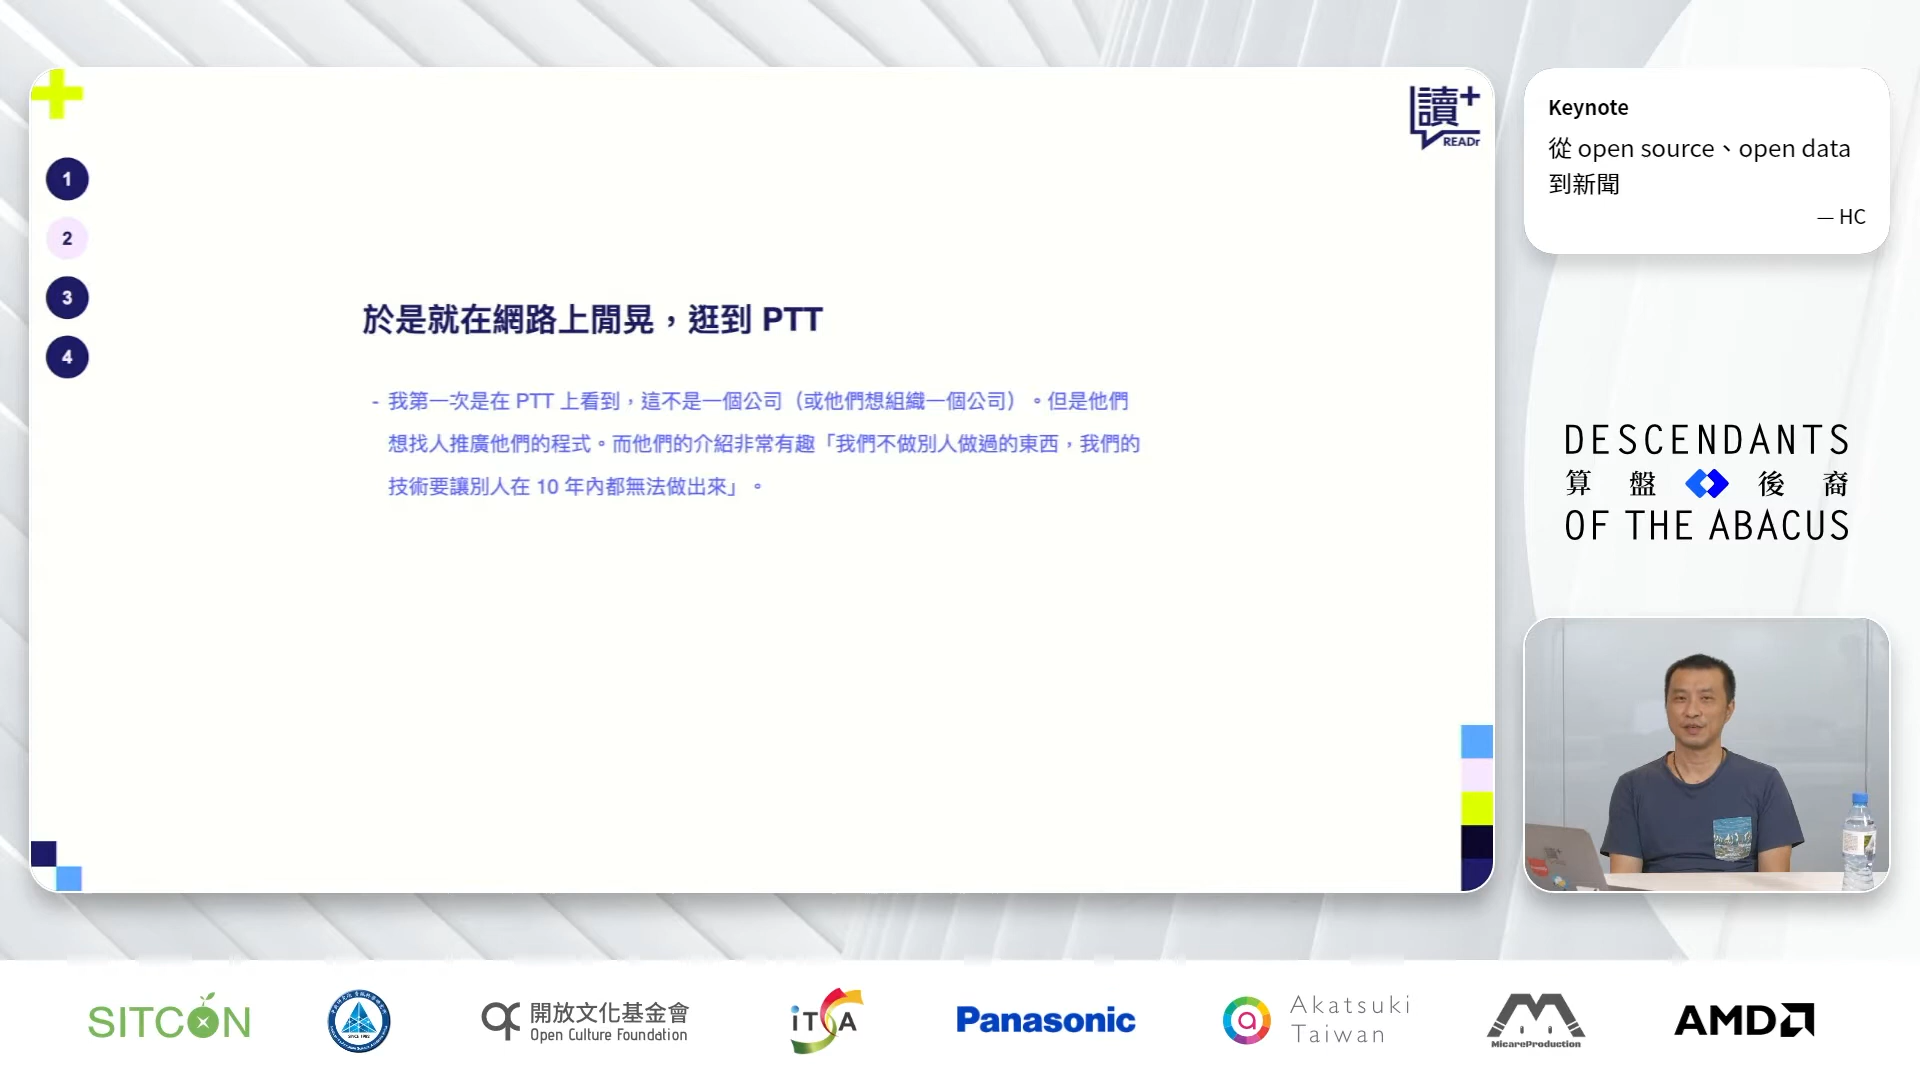 讀+
READr
1
2
3
4
於是就在網路上閒晃，逛到 PTT
- 我第一次是在 PTT 上看到，這不是一個公司（或他們想組織一個公司）。但是他們
想找人推廣他們的程式。而他們的介紹非常有趣「我們不做別人做過的東西，我們的
技術要讓別人在 10 年內都無法做出來」。
Keynote
從 open source、open data
到新聞
— HC
DESCENDANTS
算盤後裔
OF THE ABACUS
SITCON
開放文化基金會
Open Culture Foundation
iTSA
Panasonic
Akatsuki
Taiwan
MicareProduction
AMD